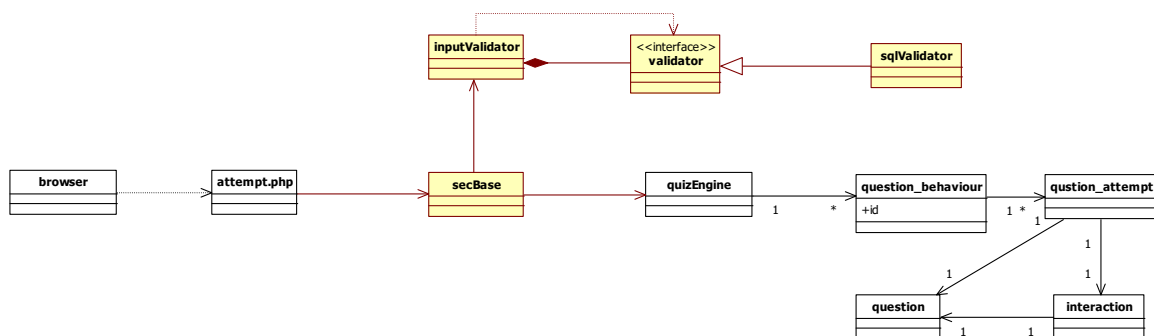 inputValidator
<<interface>>
validator
sqlValidator
browser
attempt.php
secBase
quizEngine
question_behaviour
+id
qustion_attempt
1
*
1
*
1
1
1
1
question
interaction
1
1